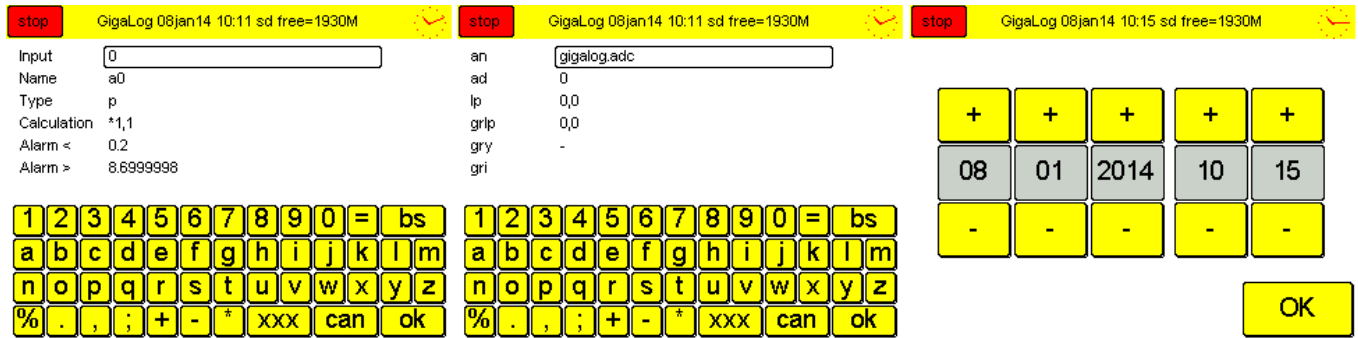 stop GigaLog 08jan14 10:11 sd free=1930M
Input 0
Name a0
Type p
Calculation *1,1
Alarm < 0.2
Alarm > 8.6999998
1 2 3 4 5 6 7 8 9 0 = bs
a b c d e f g h i j k l m
n o p q r s t u v w x y z
% . , ; + - * xxx can ok
stop GigaLog 08jan14 10:11 sd free=1930M
an gigalog.adc
ad 0
lp 0,0
grlp 0,0
gry -
gri
1 2 3 4 5 6 7 8 9 0 = bs
a b c d e f g h i j k l m
n o p q r s t u v w x y z
% . , ; + - * xxx can ok
stop GigaLog 08jan14 10:15 sd free=1930M
+ + + + +
08 01 2014 10 15
- - - - -
OK